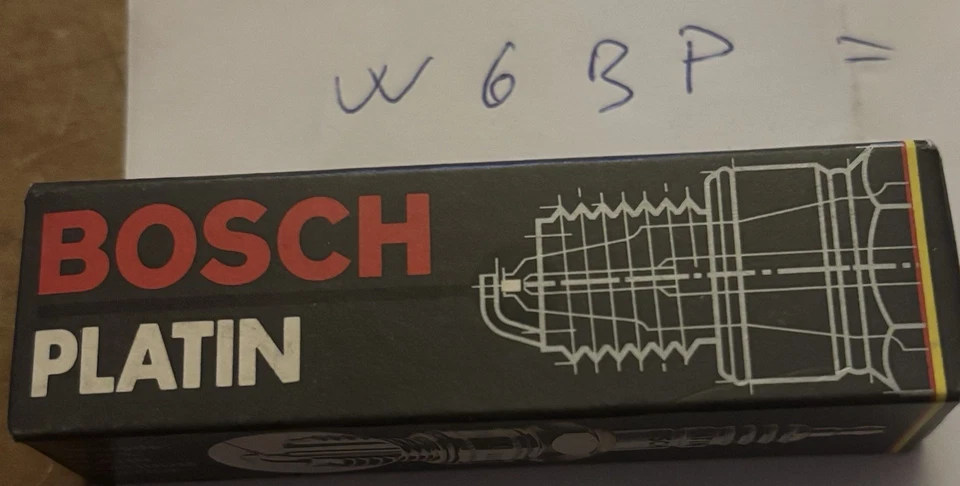 W 6 B P =
BOSCH
PLATIN